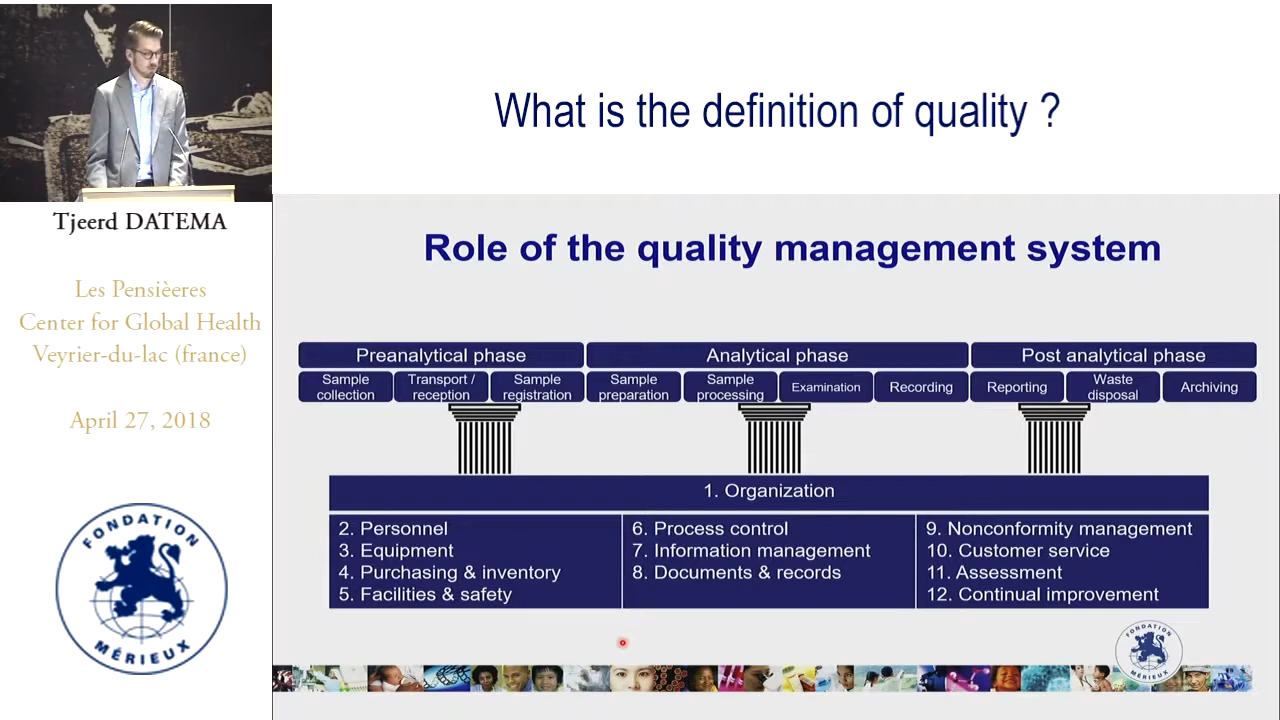 What is the definition of quality ?
Tjeerd DATEMA
Les Pensièeres
Center for Global Health
Veyrier-du-lac (france)
April 27, 2018
FONDATION
MÉRIEUX
Role of the quality management system
Preanalytical phase
Analytical phase
Post analytical phase
Sample
collection
Transport /
reception
Sample
registration
Sample
preparation
Sample
processing
Examination
Recording
Reporting
Waste
disposal
Archiving
1. Organization
2. Personnel
3. Equipment
4. Purchasing & inventory
5. Facilities & safety
6. Process control
7. Information management
8. Documents & records
9. Nonconformity management
10. Customer service
11. Assessment
12. Continual improvement
FONDATION
MÉRIEUX